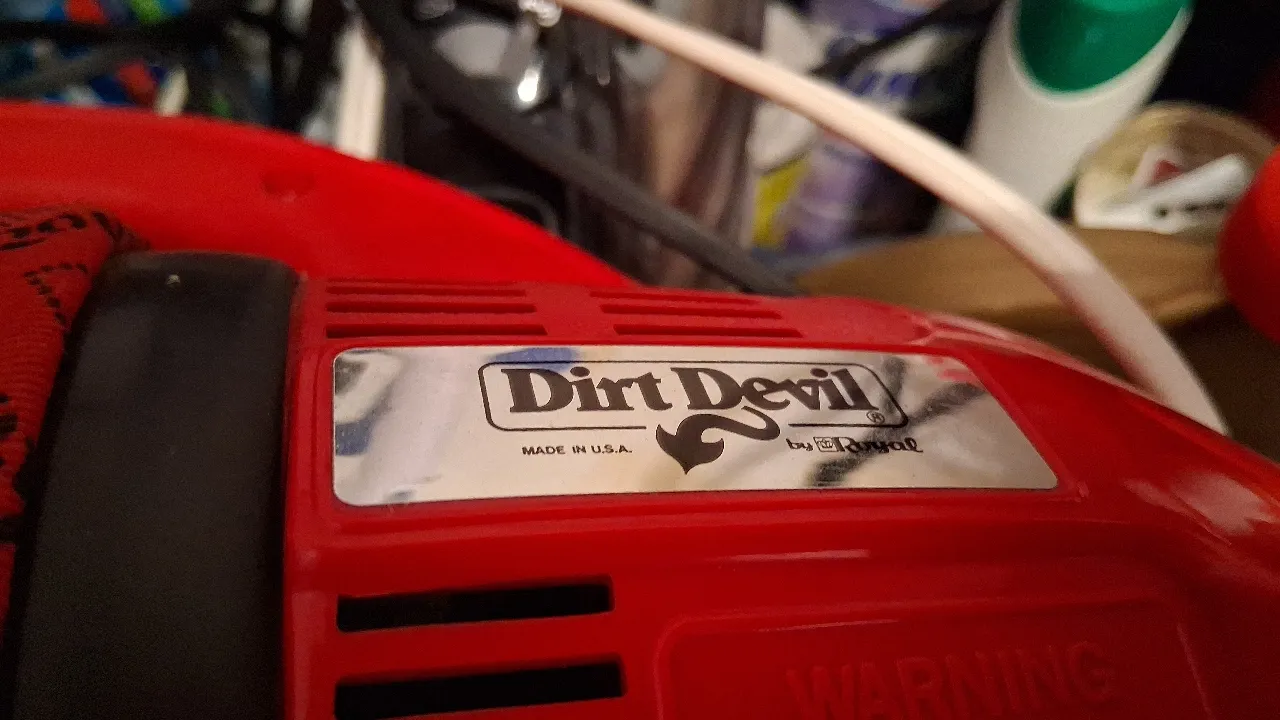 Dirt Devil®
MADE IN U.S.A.
by Royal
WARNING